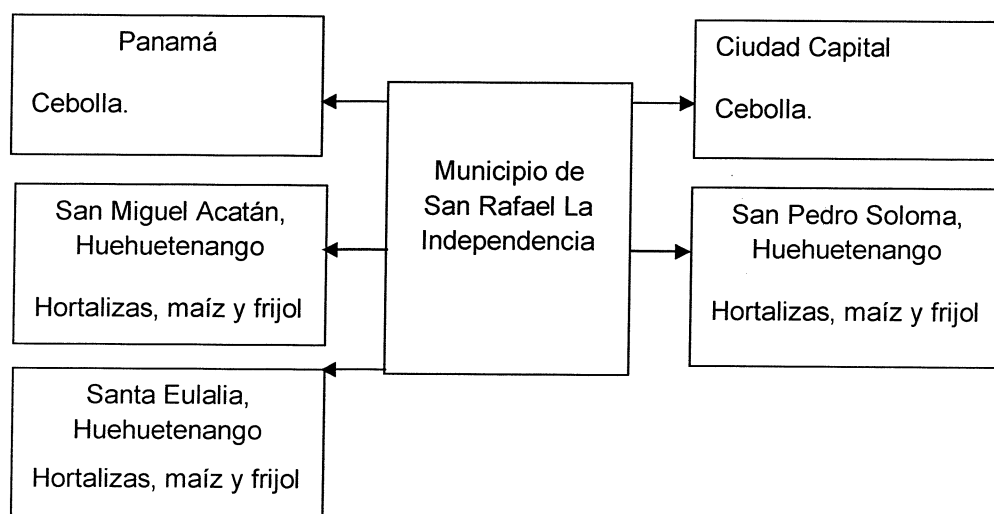 Panamá
Cebolla.
San Miguel Acatán,
Huehuetenango
Hortalizas, maíz y frijol
Santa Eulalia,
Huehuetenango
Hortalizas, maíz y frijol
Municipio de
San Rafael La
Independencia
Ciudad Capital
Cebolla.
San Pedro Soloma,
Huehuetenango
Hortalizas, maíz y frijol